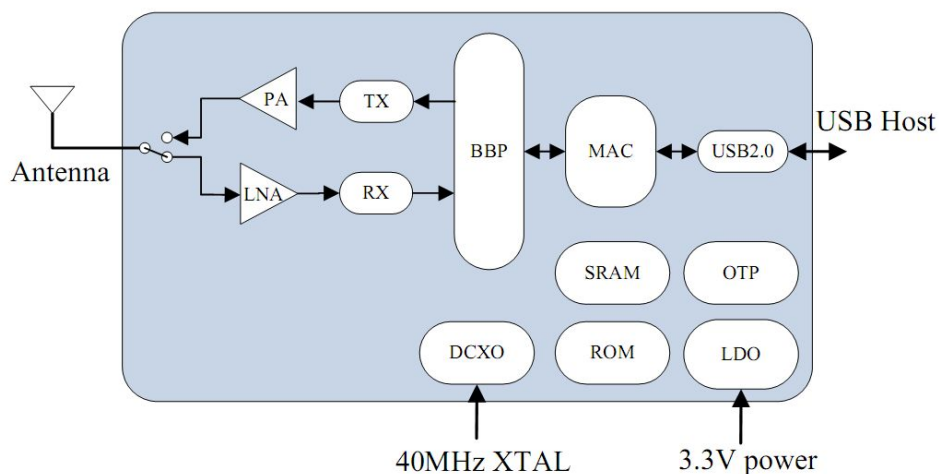 PA
TX
USB Host
BBP
MAC
USB2.0
Antenna
LNA
RX
SRAM
OTP
DCXO
ROM
LDO
40MHz XTAL
3.3V power